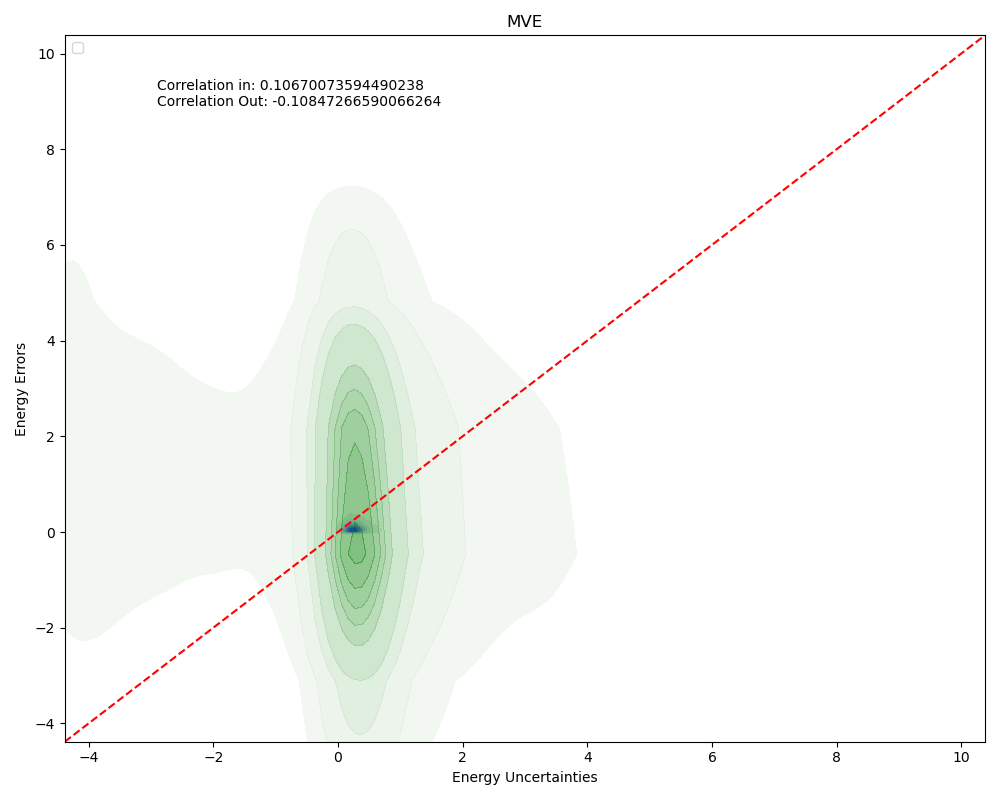 MVE
Correlation in: 0.10670073594490238
Correlation Out: -0.10847266590066264
Energy Errors
10
8
6
4
2
0
−2
−4
−4 −2 0 2 4 6 8 10
Energy Uncertainties